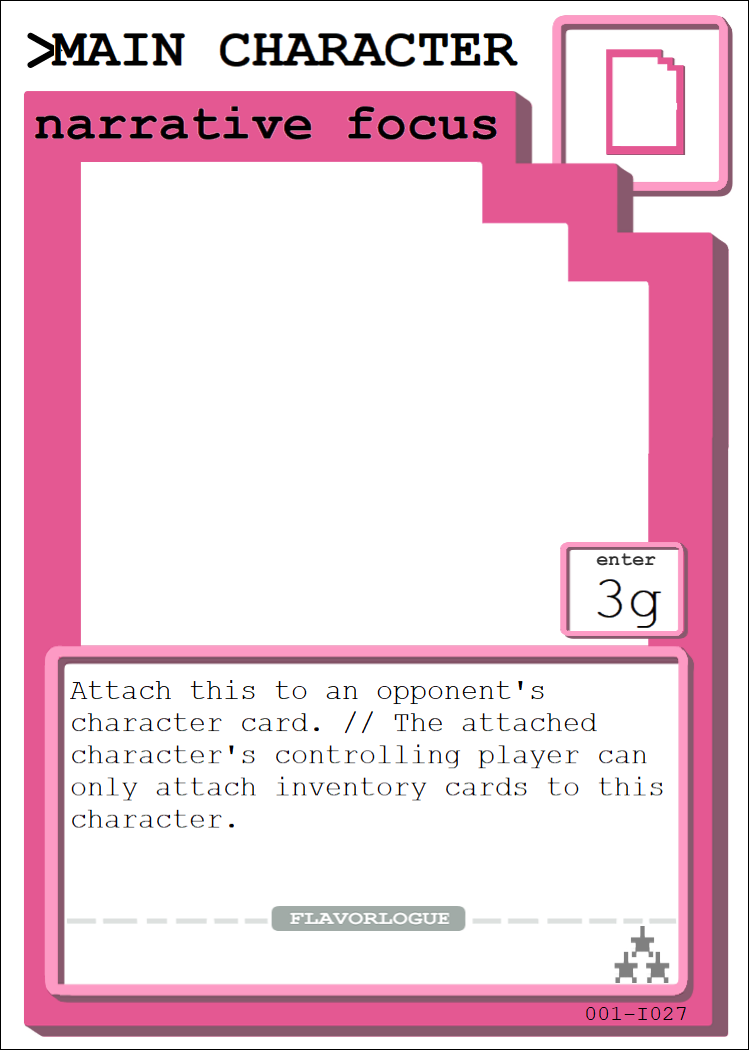 >MAIN CHARACTER
narrative focus
enter
3g
Attach this to an opponent's
character card. // The attached
character's controlling player can
only attach inventory cards to this
character.
FLAVORLOGUE
001-I027